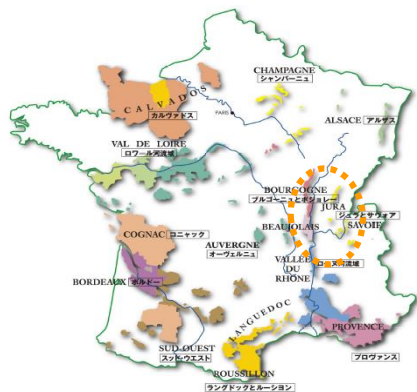 CHAMPAGNE
シャンパーニュ
CALVADOS
カルヴァドス
PARIS
ALSACE アルザス
VAL DE LOIRE
ロワール河流域
BOURGOGNE
ブルゴーニュとボジョレー
JURA
ジュラとサヴォア
BEAUJOLAIS
SAVOIE
COGNAC コニャック
AUVERGNE
オーヴェルニュ
VALLÉE
DU
RHÔNE
河流域
BORDEAUX ボルドー
LANGUEDOC
PROVENCE
プロヴァンス
SUD-OUEST
スッド・ウエスト
ROUSSILLON
ラングドックとルーション